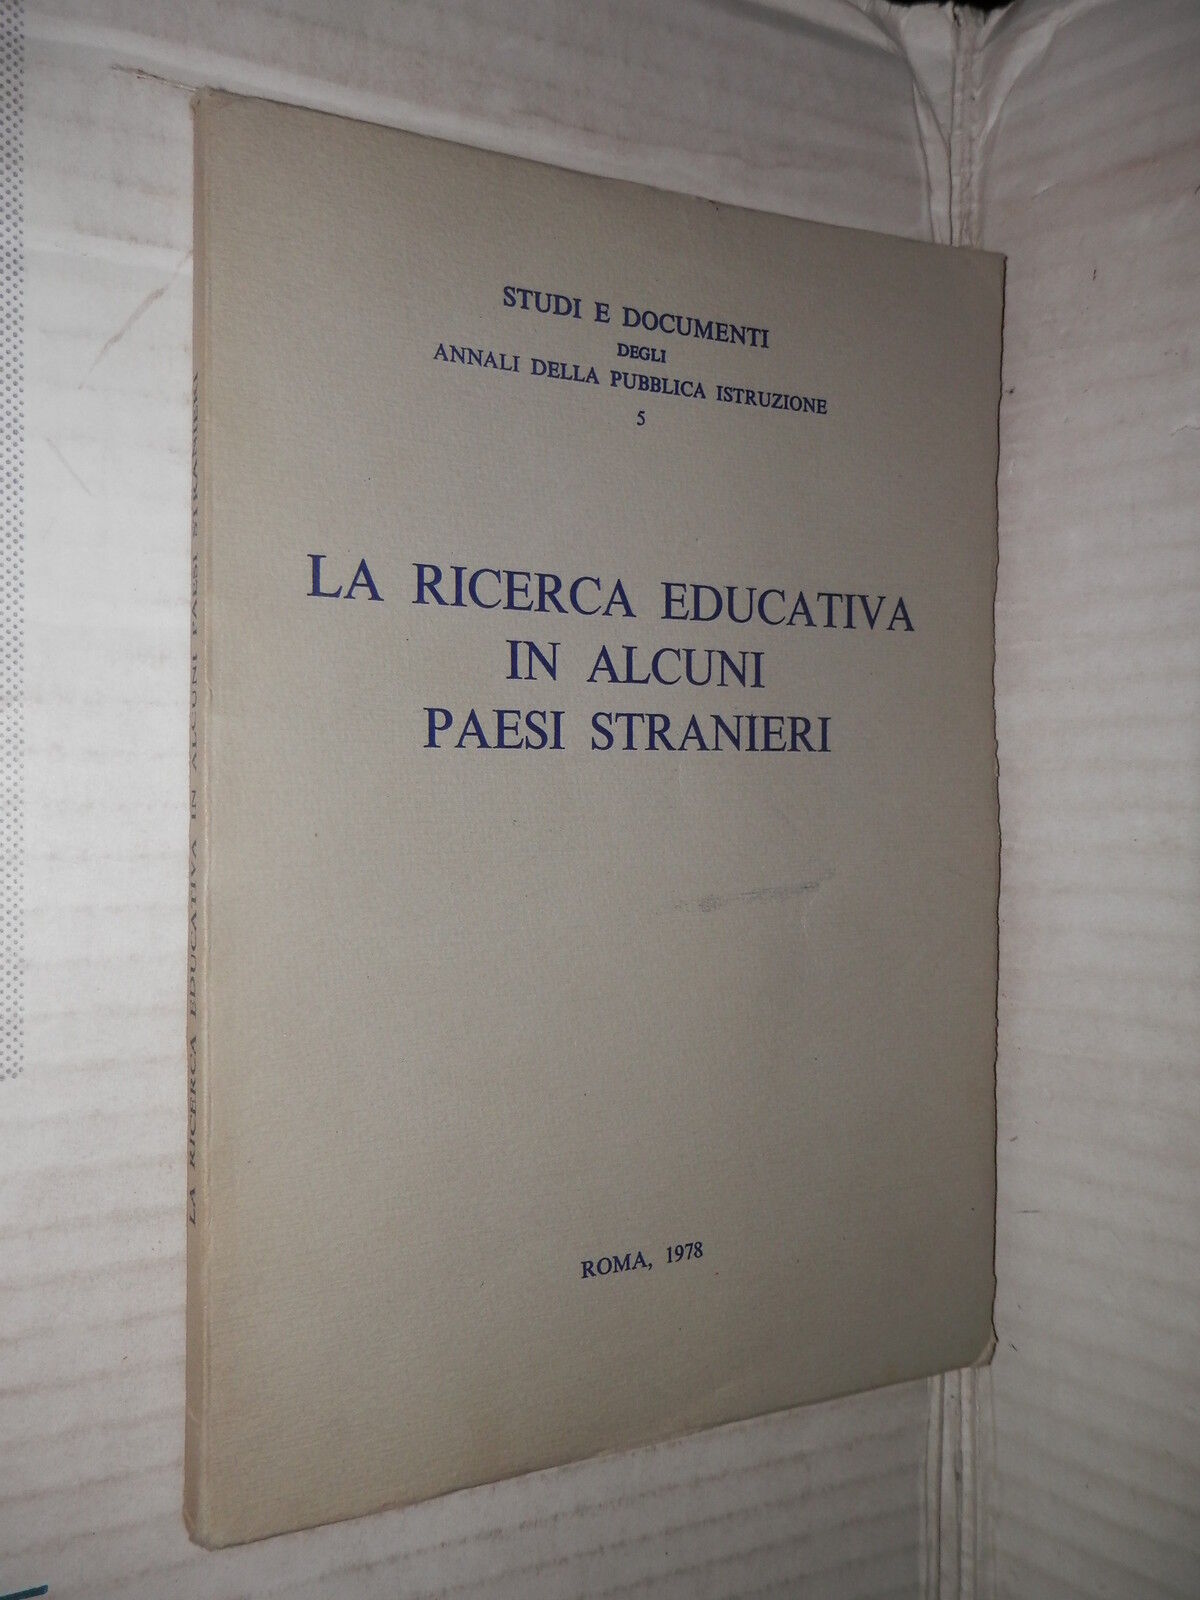 STUDI E DOCUMENTI
DEGLI
ANNALI DELLA PUBBLICA ISTRUZIONE
5
LA RICERCA EDUCATIVA
IN ALCUNI
PAESI STRANIERI
ROMA, 1978
LA RICERCA EDUCATIVA IN ALCUNI PAESI STRANIERI